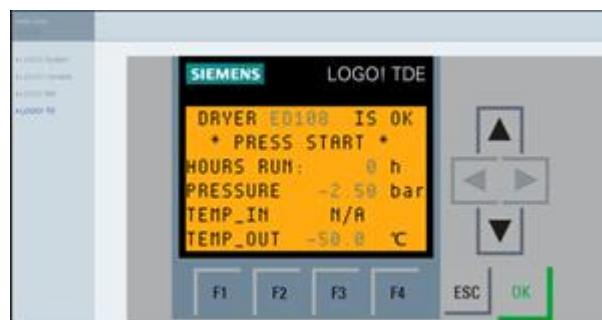 SIEMENS LOGO! TDE
DRYER ED108 IS OK
* PRESS START *
HOURS RUN: 0 h
PRESSURE -2.50 bar
TEMP_IN N/A
TEMP_OUT -50.0 °C
F1 F2 F3 F4 ESC OK